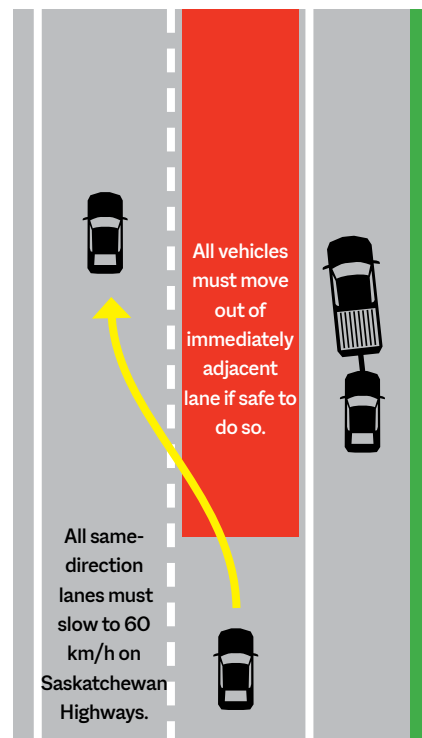 All vehicles
must move
out of
immediately
adjacent
lane if safe to
do so.
All same-
direction
lanes must
slow to 60
km/h on
Saskatchewan
Highways.